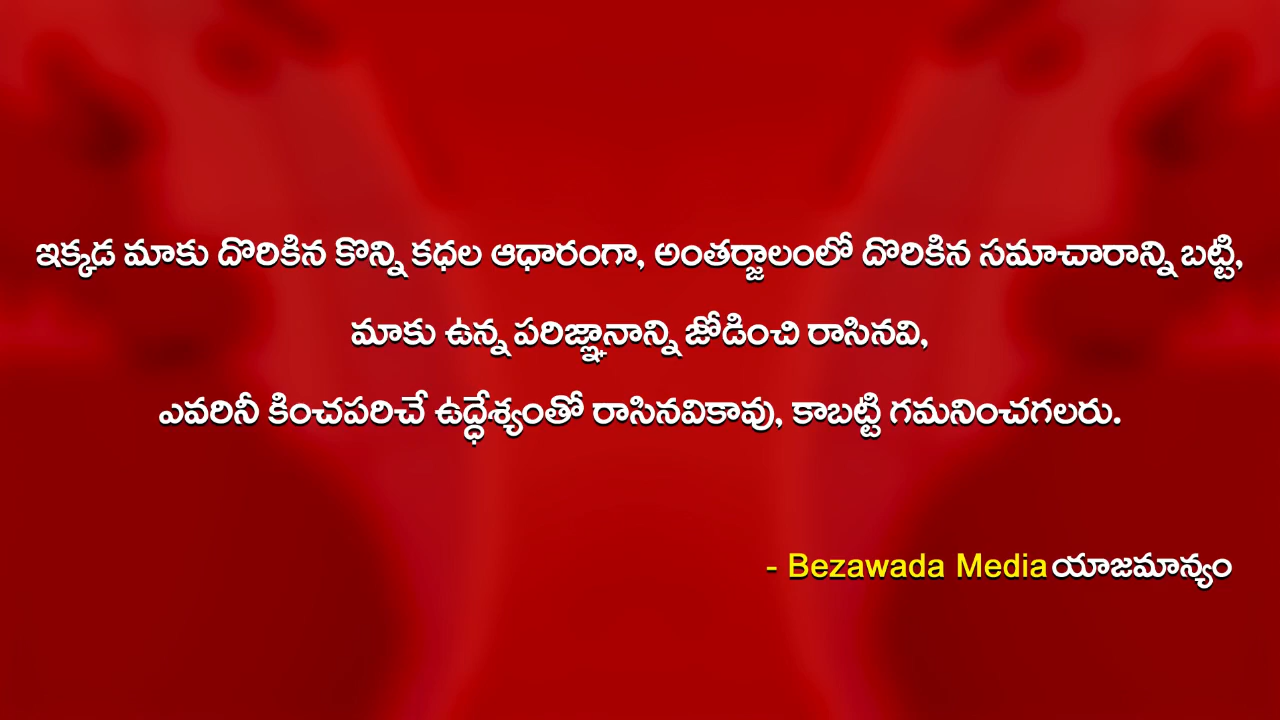 ఇక్కడ మాకు దొరికిన కొన్ని కధల ఆధారంగా, అంతర్జాలంలో దొరికిన సమాచారాన్ని బట్టి,
మాకు ఉన్న పరిజ్ఞానాన్ని జోడించి రాసినవి,
ఎవరినీ కించపరిచే ఉద్ధేశ్యంతో రాసినవికావు, కాబట్టి గమనించగలరు.
- Bezawada Media యాజమాన్యం